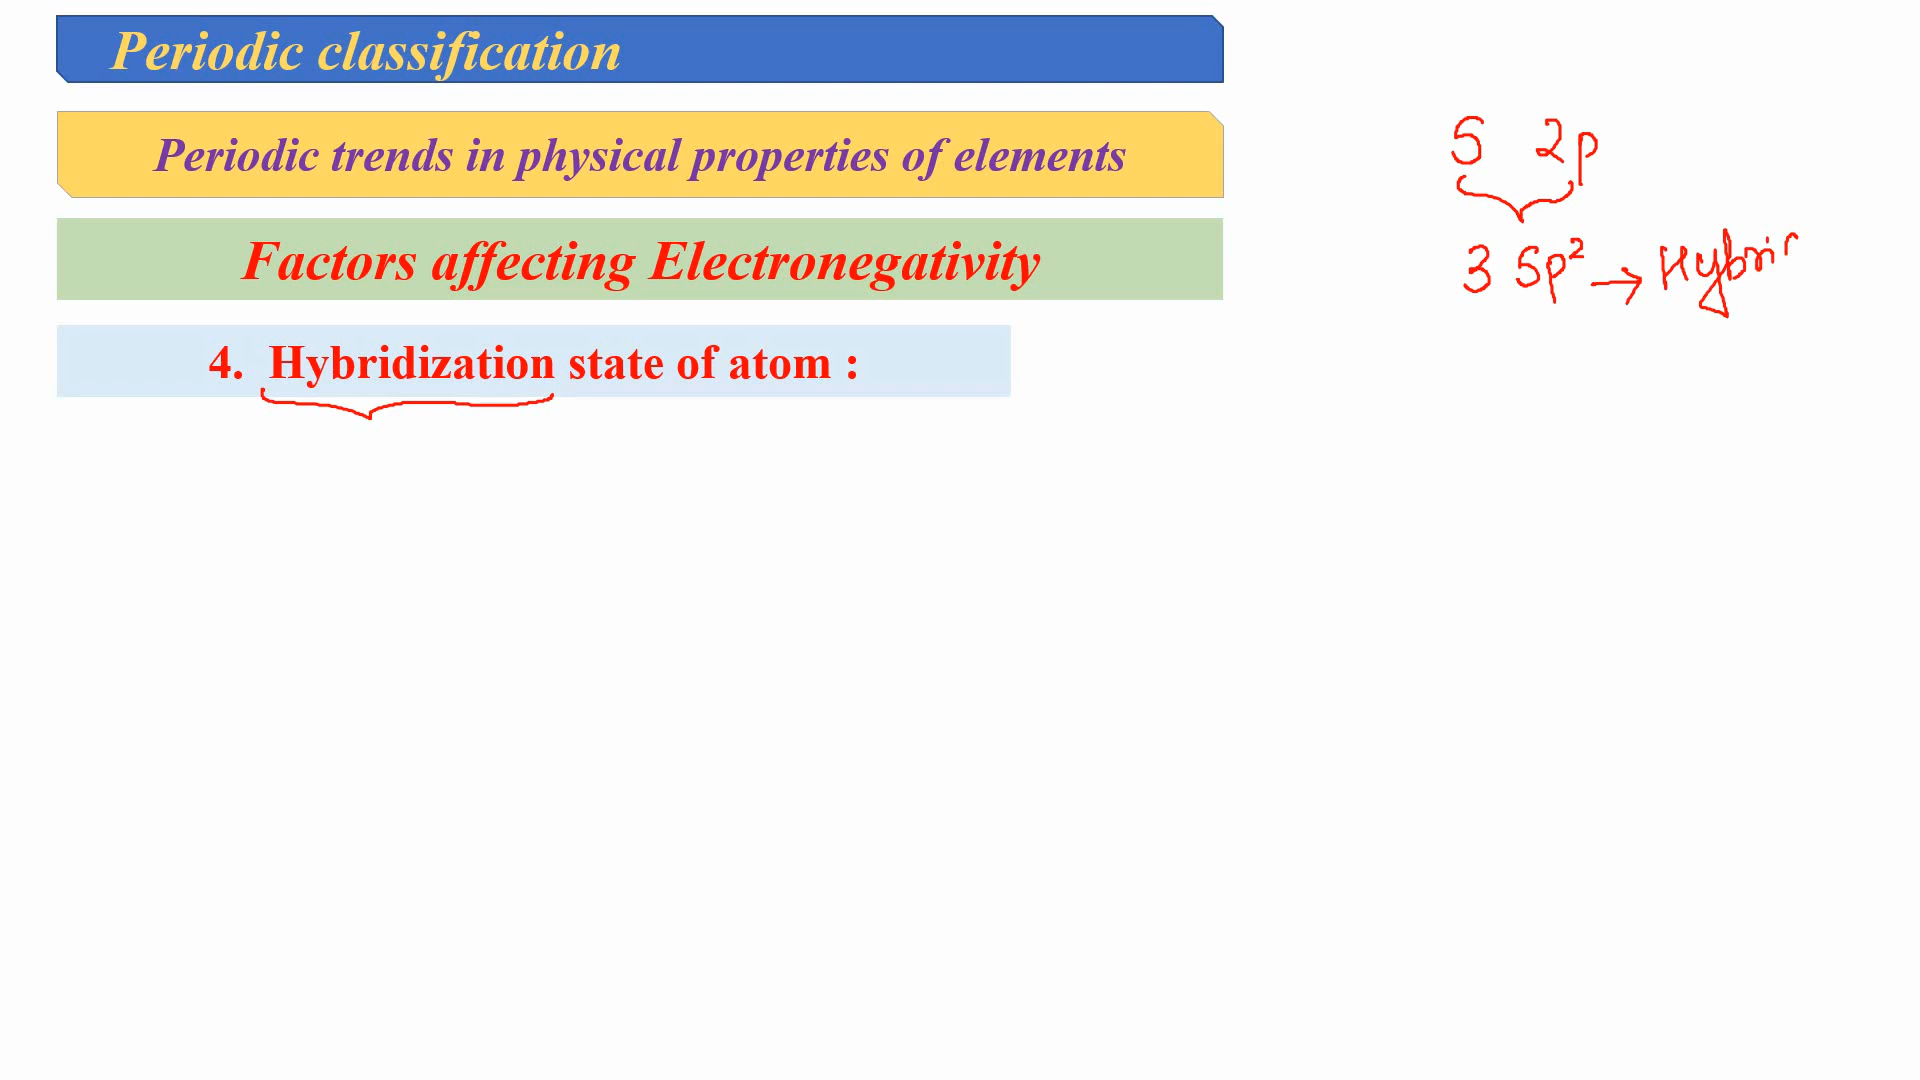 Periodic classification
Periodic trends in physical properties of elements
Factors affecting Electronegativity
4. Hybridization state of atom :
S 2p
3 Sp² → Hybri